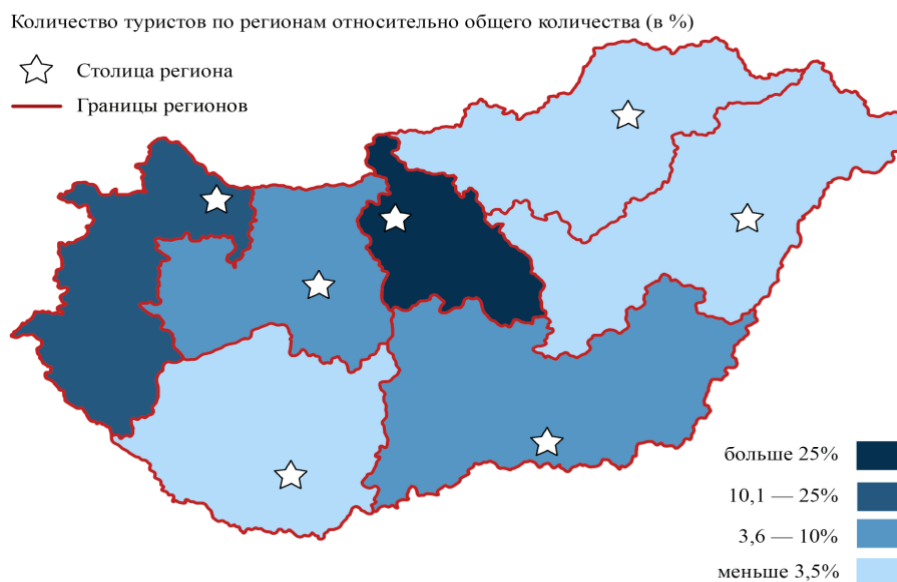 Количество туристов по регионам относительно общего количества (в %)
Столица региона
Границы регионов
больше 25%
10,1 — 25%
3,6 — 10%
меньше 3,5%